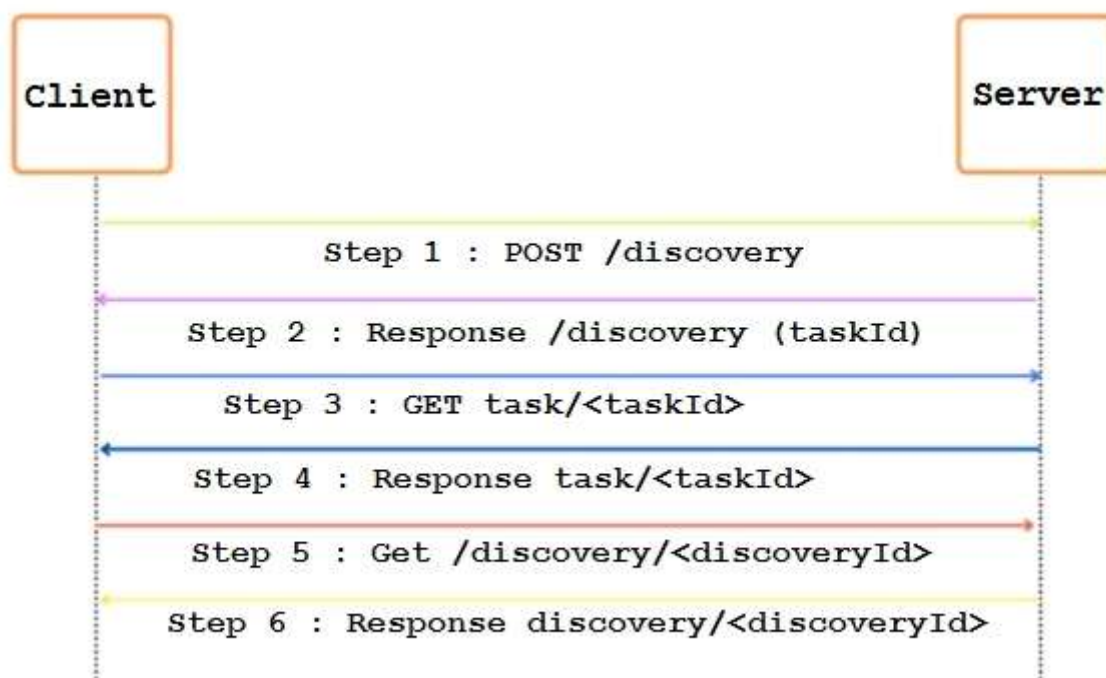 Client
Server
Step 1 : POST /discovery
Step 2 : Response /discovery (taskId)
Step 3 : GET task/<taskId>
Step 4 : Response task/<taskId>
Step 5 : Get /discovery/<discoveryId>
Step 6 : Response discovery/<discoveryId>